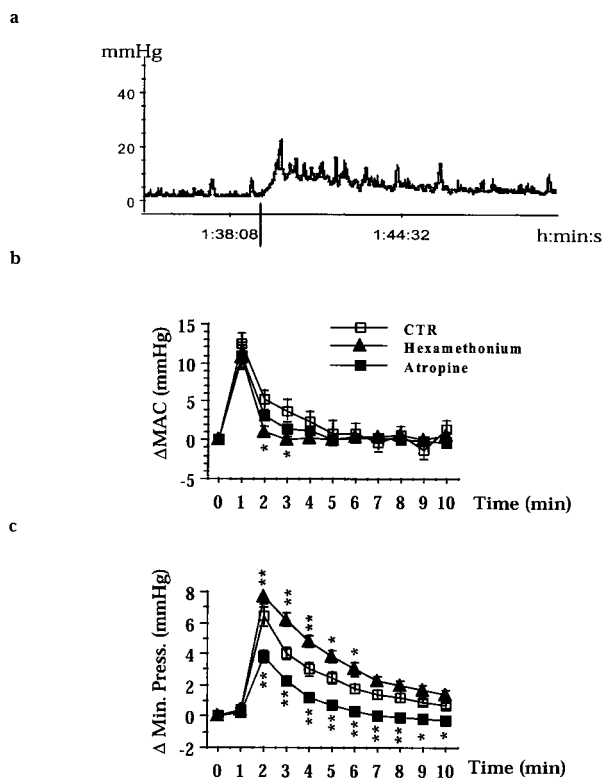 a
mmHg
40
20
0
1:38:08 1:44:32 h:min:s
b
15
10
5
0
-5
ΔMAC (mmHg)
CTR
Hexamethonium
Atropine
* *
0 1 2 3 4 5 6 7 8 9 10 Time (min)
c
8
6
4
2
0
-2
Δ Min. Press. (mmHg)
** ** ** * *
** ** ** ** ** ** ** * *
0 1 2 3 4 5 6 7 8 9 10 Time (min)